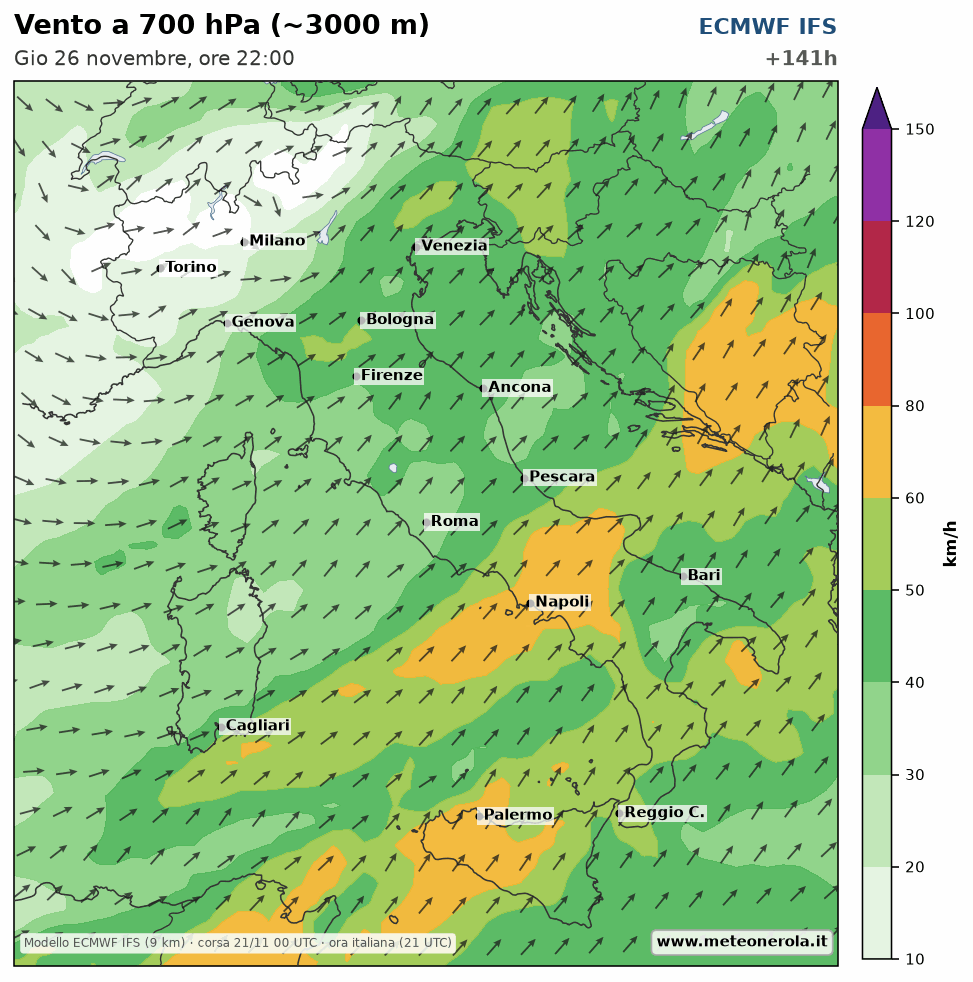 Vento a 700 hPa (~3000 m)
ECMWF IFS
Gio 26 novembre, ore 22:00
+141h
Milano
Venezia
Torino
Genova
Bologna
Firenze
Ancona
Pescara
Roma
Bari
Napoli
Cagliari
Palermo
Reggio C.
150
120
100
80
60
50
40
30
20
10
km/h
Modello ECMWF IFS (9 km) · corsa 21/11 00 UTC · ora italiana (21 UTC)
www.meteonerola.it